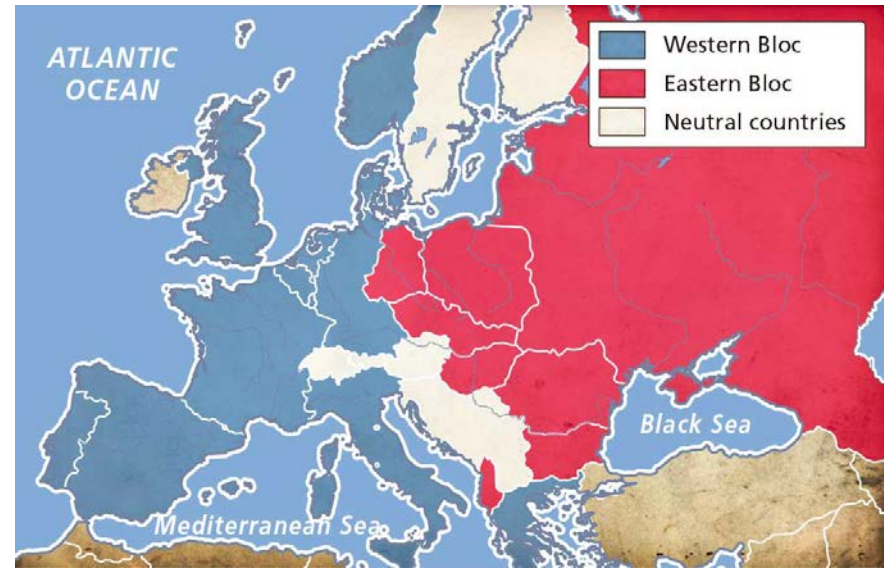 ATLANTIC
OCEAN
Western Bloc
Eastern Bloc
Neutral countries
Black Sea
Mediterranean Sea